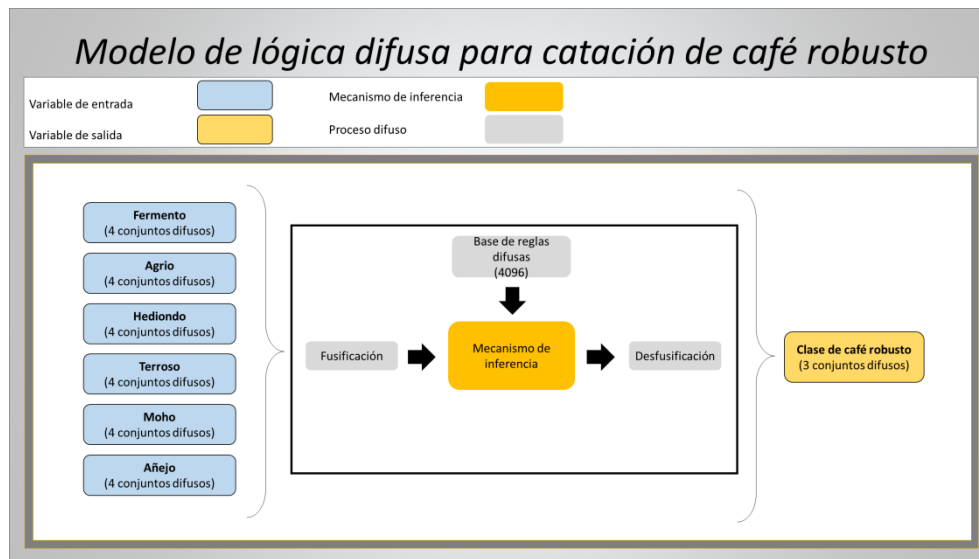 Modelo de lógica difusa para catación de café robusto
Variable de entrada
Mecanismo de inferencia
Variable de salida
Proceso difuso
Fermento
(4 conjuntos difusos)
Agrio
(4 conjuntos difusos)
Hediondo
(4 conjuntos difusos)
Terroso
(4 conjuntos difusos)
Moho
(4 conjuntos difusos)
Añejo
(4 conjuntos difusos)
Base de reglas
difusas
(4096)
Fusificación
Mecanismo de
inferencia
Desfusificación
Clase de café robusto
(3 conjuntos difusos)